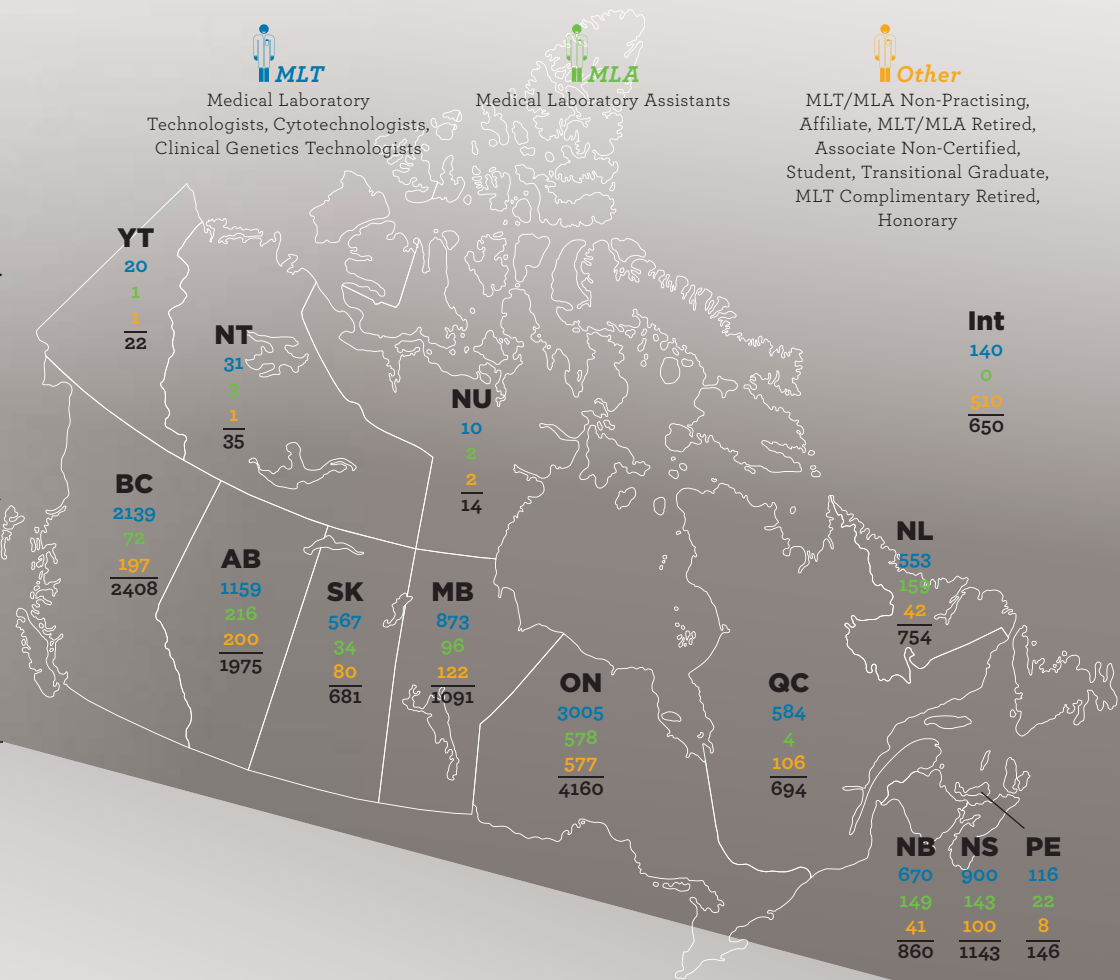 MLT
Medical Laboratory
Technologists, Cytotechnologists,
Clinical Genetics Technologists
MLA
Medical Laboratory Assistants
Other
MLT/MLA Non-Practising,
Affiliate, MLT/MLA Retired,
Associate Non-Certified,
Student, Transitional Graduate,
MLT Complimentary Retired,
Honorary
YT
20
1
1
22
NT
31
3
1
35
NU
10
2
2
14
Int
140
0
510
650
BC
2139
72
197
2408
AB
1159
216
200
1975
SK
567
34
80
681
MB
873
96
122
1091
ON
3005
578
577
4160
QC
584
4
106
694
NL
553
159
42
754
NB NS PE
670 900 116
149 143 22
41 100 8
860 1143 146